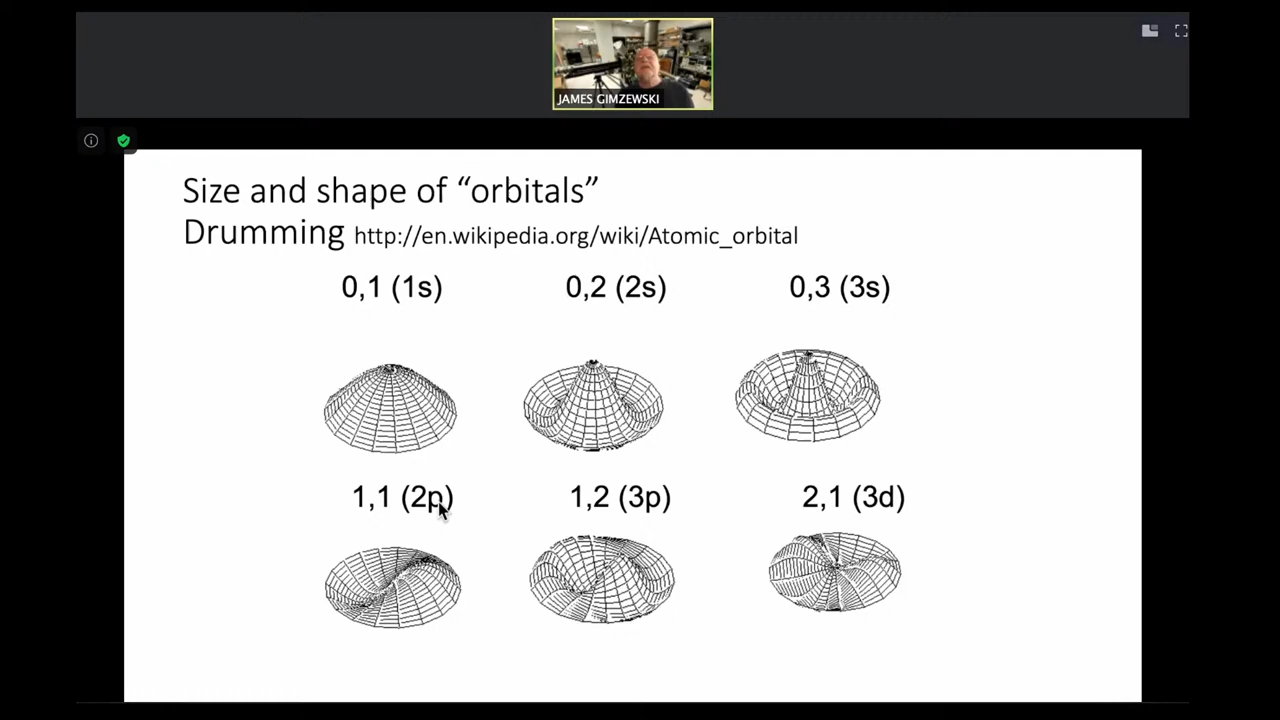 JAMES GIMZEWSKI
Size and shape of “orbitals”
Drumming http://en.wikipedia.org/wiki/Atomic_orbital
0,1 (1s) 0,2 (2s) 0,3 (3s)
1,1 (2p) 1,2 (3p) 2,1 (3d)